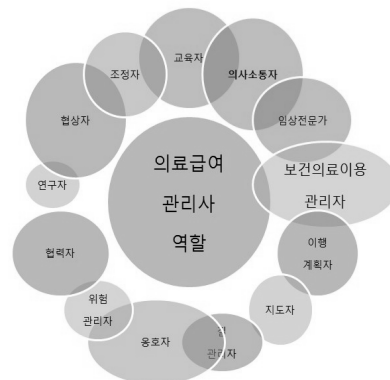 의료급여
관리사
역할
교육자
의사소통자
임상전문가
보건의료이용
관리자
이행
계획자
지도자
질
관리자
옹호자
위험
관리자
협력자
연구자
협상자
조정자